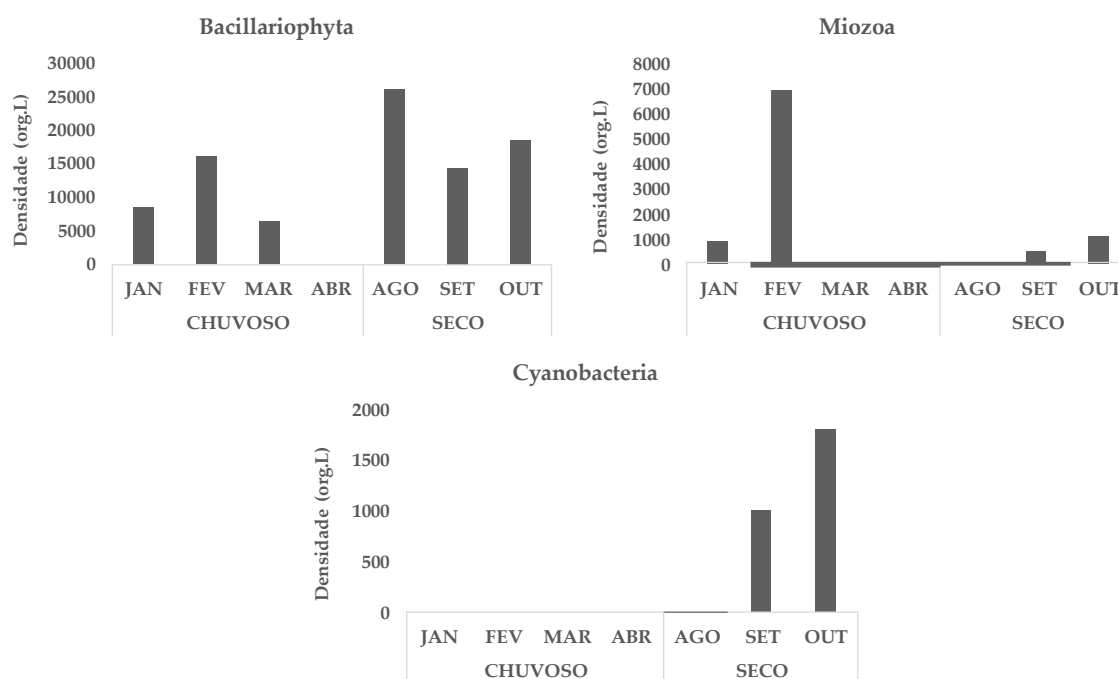 Bacillariophyta
Densidade (org.L)
30000
25000
20000
15000
10000
5000
0
JAN FEV MAR ABR AGO SET OUT
CHUVOSO SECO
Miozoa
Densidade (org.L)
8000
7000
6000
5000
4000
3000
2000
1000
0
JAN FEV MAR ABR AGO SET OUT
CHUVOSO SECO
Cyanobacteria
Densidade (org.L)
2000
1500
1000
500
0
JAN FEV MAR ABR AGO SET OUT
CHUVOSO SECO